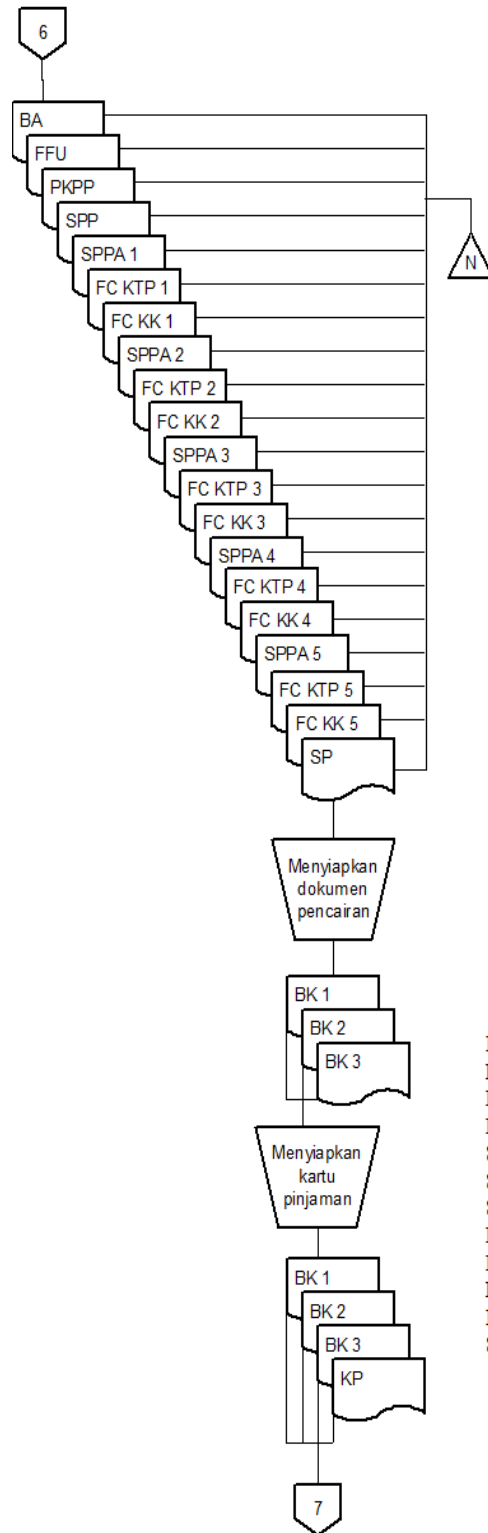 6
BA
FFU
PKPP
SPP
SPPA 1
FC KTP 1
FC KK 1
SPPA 2
FC KTP 2
FC KK 2
SPPA 3
FC KTP 3
FC KK 3
SPPA 4
FC KTP 4
FC KK 4
SPPA 5
FC KTP 5
FC KK 5
SP
N
Menyiapkan
dokumen
pencairan
BK 1
BK 2
BK 3
Menyiapkan
kartu
pinjaman
BK 1
BK 2
BK 3
KP
7